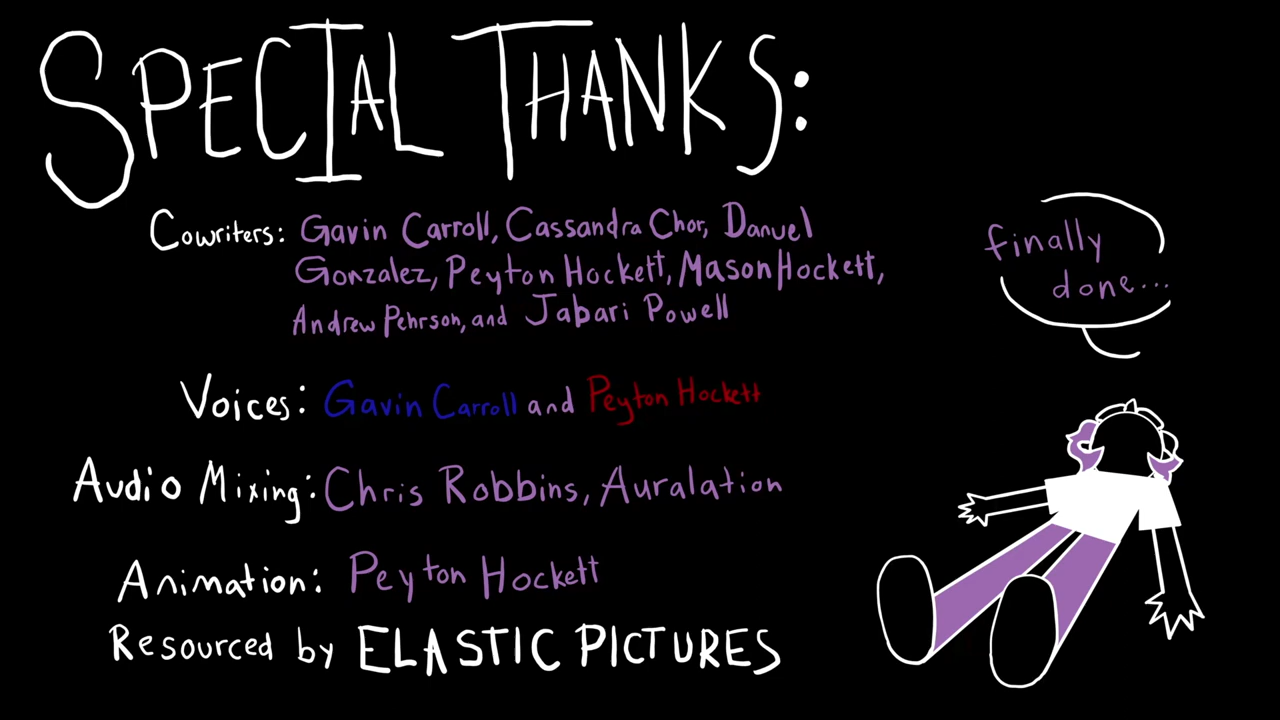 SPECIAL THANKS:
Cowriters: Gavin Carroll, Cassandra Chor, Danuel
Gonzalez, Peyton Hockett, Mason Hockett,
Andrew Pehrson, and Jabari Powell
finally
done...
Voices: Gavin Carroll and Peyton Hockett
Audio Mixing: Chris Robbins, Auralation
Animation: Peyton Hockett
Resourced by ELASTIC PICTURES